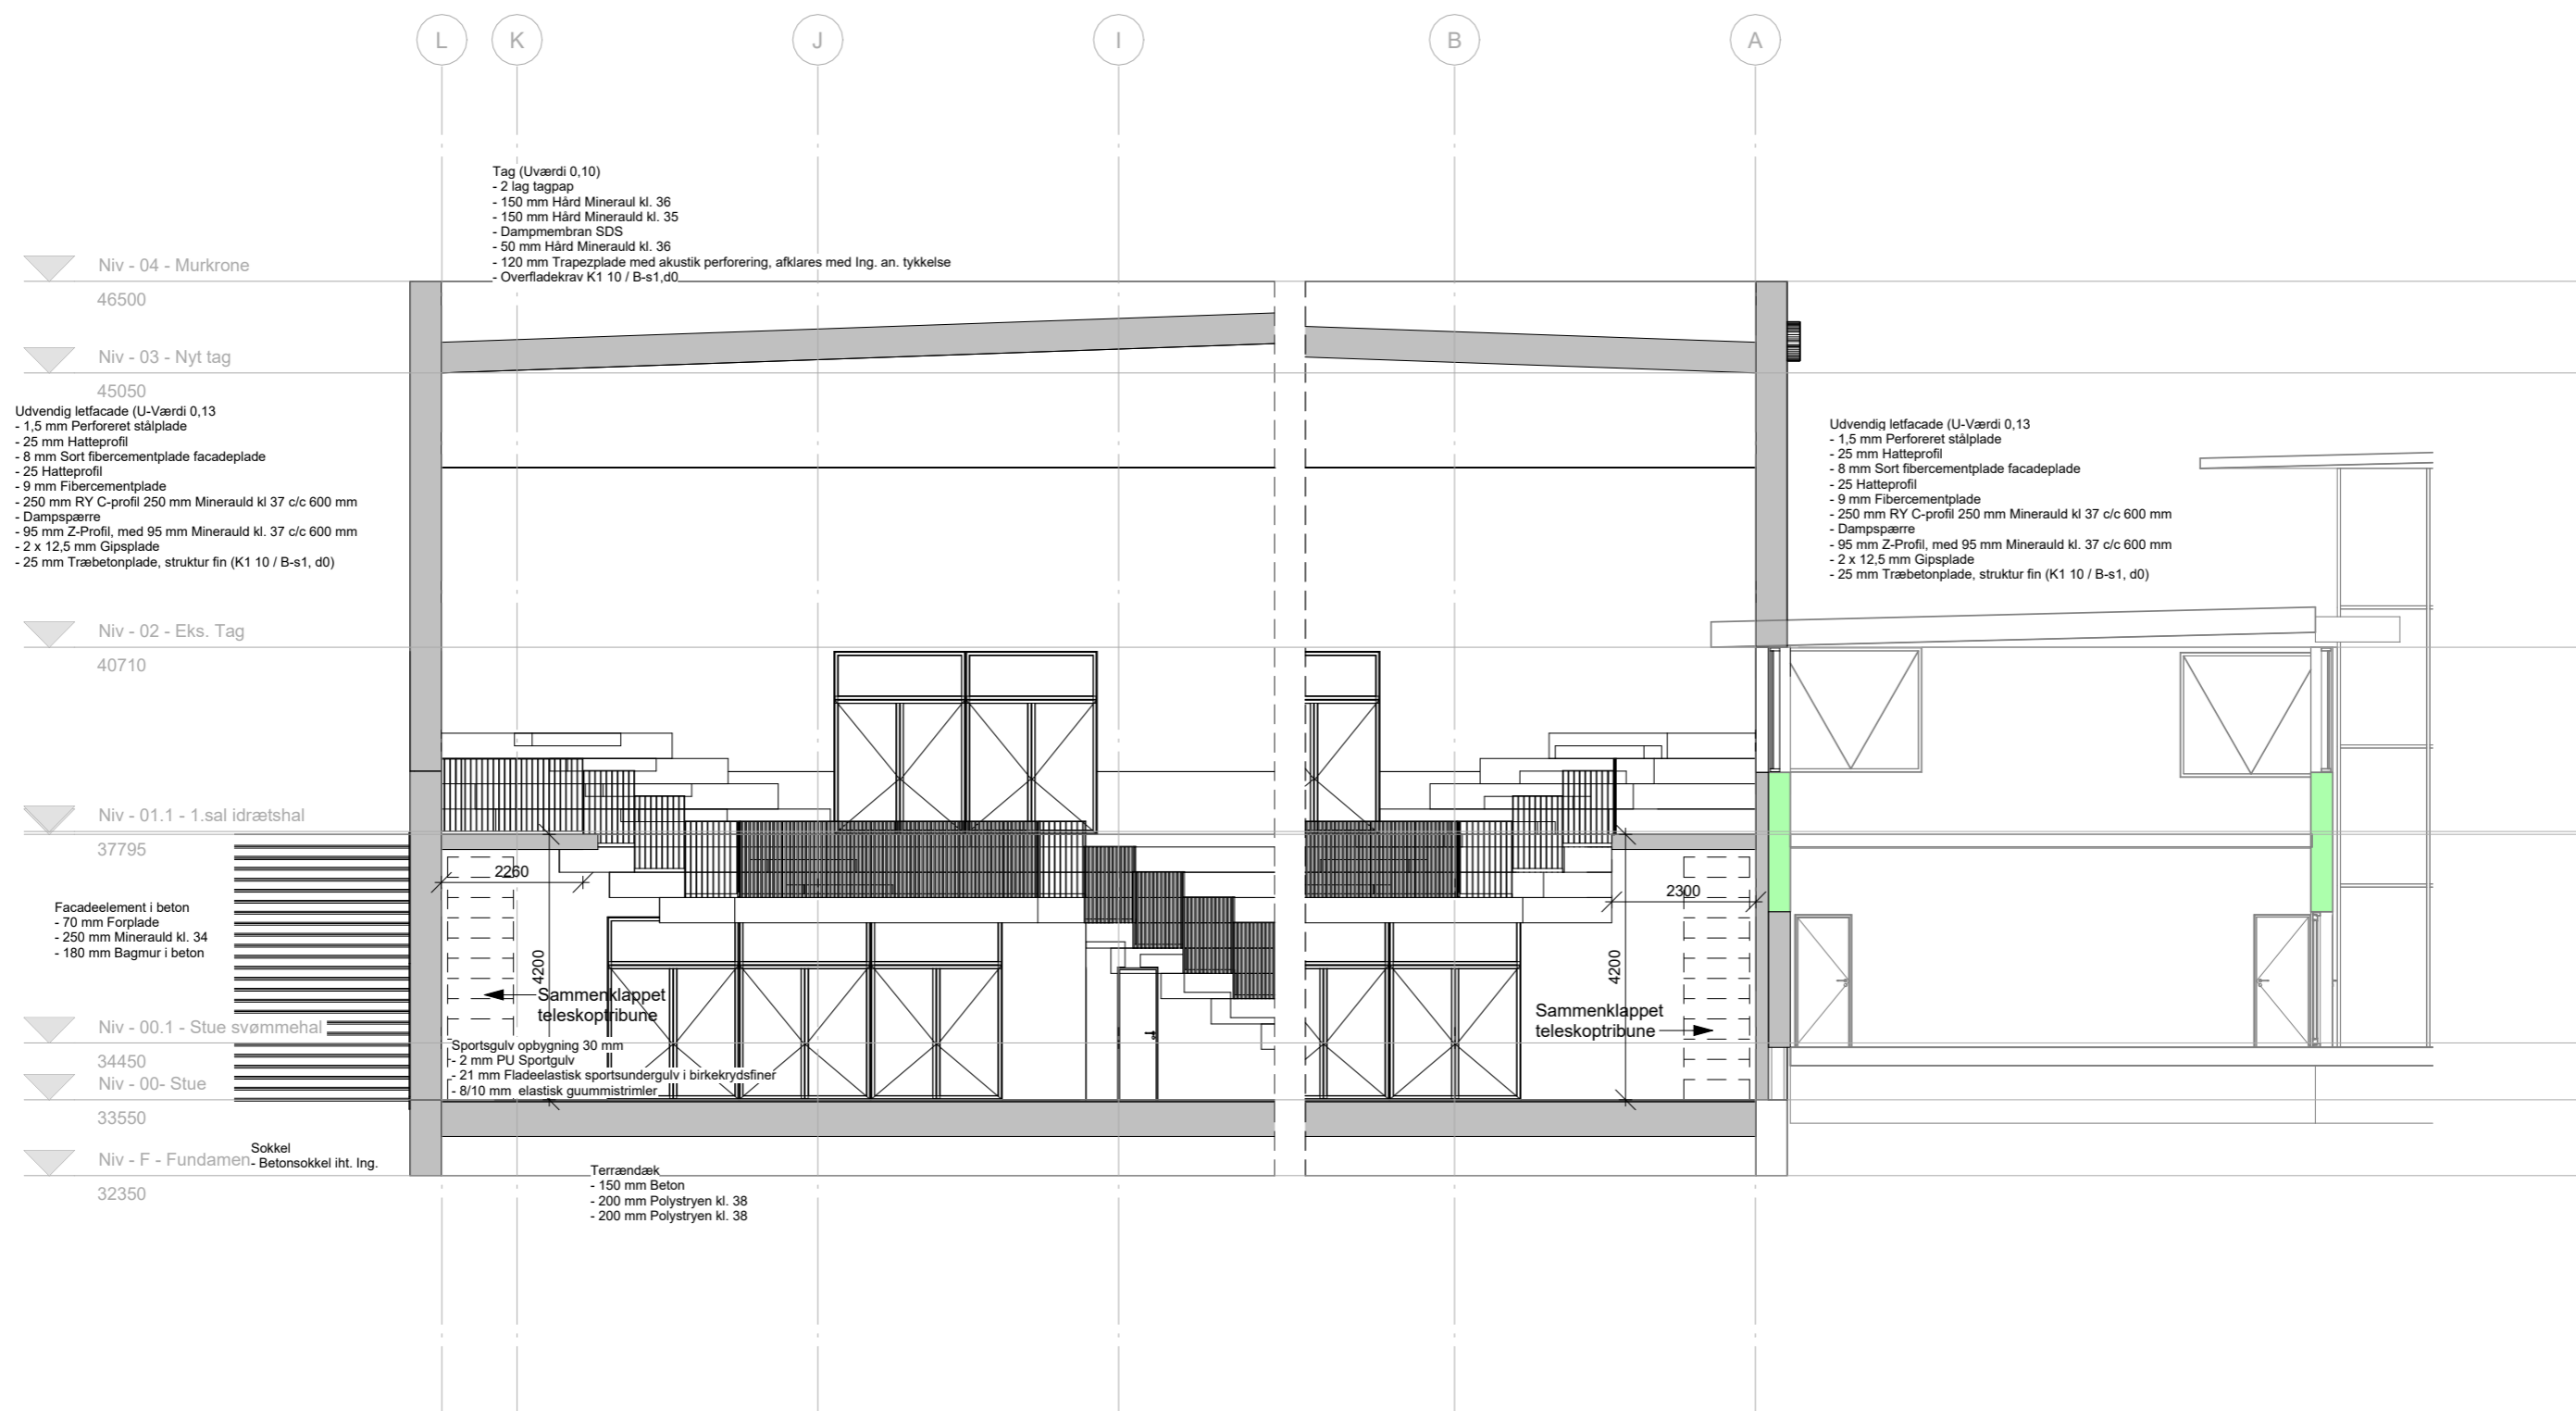 L
K
J
I
B
A
Tag (Uværdi 0,10)
- 2 lag tagpap
- 150 mm Hård Mineraul kl. 36
- 150 mm Hård Minerauld kl. 35
- Dampmembran SDS
- 50 mm Hård Minerauld kl. 36
- 120 mm Trapezplade med akustik perforering, afklares med Ing. an. tykkelse
- Overfladekrav K1 10 / B-s1,d0
Niv - 04 - Murkrone
46500
Niv - 03 - Nyt tag
45050
Udvendig letfacade (U-Værdi 0,13
- 1,5 mm Perforeret stålplade
- 25 mm Hatteprofil
- 8 mm Sort fibercementplade facadeplade
- 25 Hatteprofil
- 9 mm Fibercementplade
- 250 mm RY C-profil 250 mm Minerauld kl 37 c/c 600 mm
- Dampspærre
- 95 mm Z-Profil, med 95 mm Minerauld kl. 37 c/c 600 mm
- 2 x 12,5 mm Gipsplade
- 25 mm Træbetonplade, struktur fin (K1 10 / B-s1, d0)
Udvendig letfacade (U-Værdi 0,13
- 1,5 mm Perforeret stålplade
- 25 mm Hatteprofil
- 8 mm Sort fibercementplade facadeplade
- 25 Hatteprofil
- 9 mm Fibercementplade
- 250 mm RY C-profil 250 mm Minerauld kl 37 c/c 600 mm
- Dampspærre
- 95 mm Z-Profil, med 95 mm Minerauld kl. 37 c/c 600 mm
- 2 x 12,5 mm Gipsplade
- 25 mm Træbetonplade, struktur fin (K1 10 / B-s1, d0)
Niv - 02 - Eks. Tag
40710
Niv - 01.1 - 1.sal idrætshal
37795
2260
2300
Facadeelement i beton
- 70 mm Forplade
- 250 mm Minerauld kl. 34
- 180 mm Bagmur i beton
4200
4200
Sammenklappet
teleskoptribune
Sammenklappet
teleskoptribune
Niv - 00.1 - Stue svømmehal
34450
Sportsgulv opbygning 30 mm
- 2 mm PU Sportgulv
- 21 mm Fladeelastisk sportsundergulv i birkekrydsfiner
- 8/10 mm elastisk guummistrimler
Niv - 00- Stue
33550
Sokkel
- Betonsokkel iht. Ing.
Niv - F - Fundamen
32350
Terrændæk
- 150 mm Beton
- 200 mm Polystryen kl. 38
- 200 mm Polystryen kl. 38